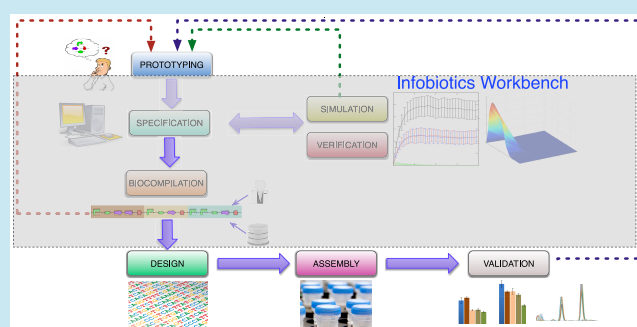 ?
PROTOTYPING
Infobiotics Workbench
SPECIFICATION
SIMULATION
VERIFICATION
BIOCOMPILATION
DESIGN
ASSEMBLY
VALIDATION